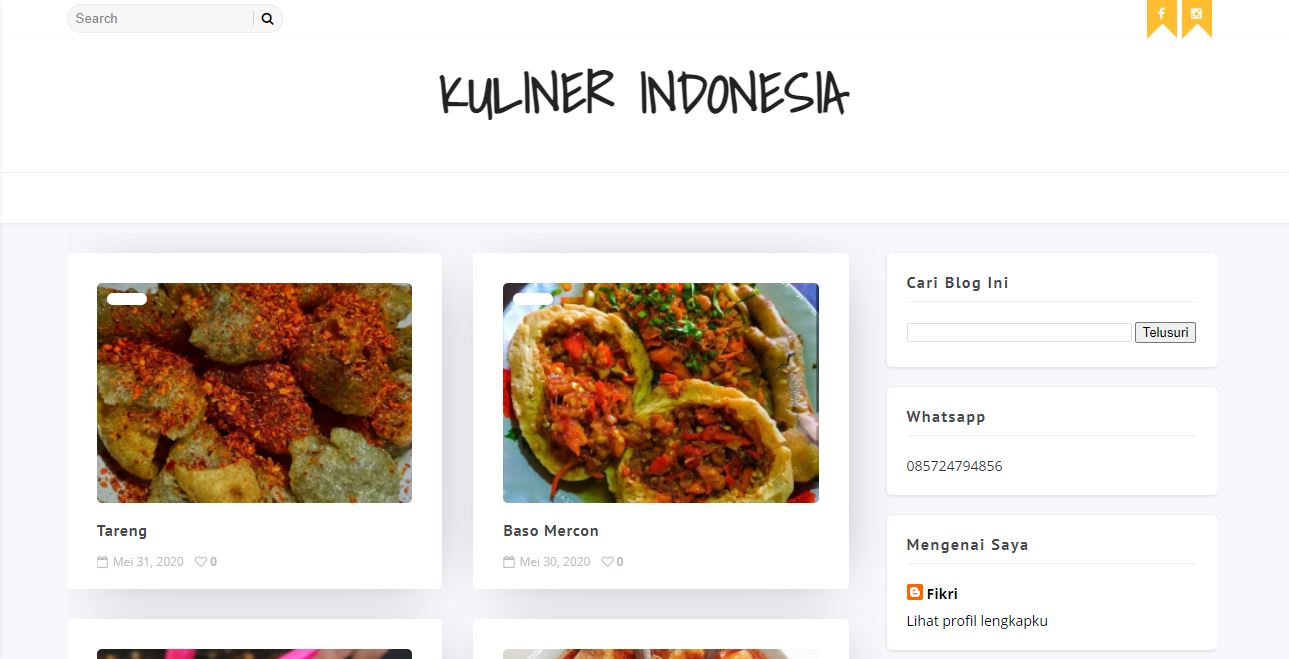 Search
KULINER INDONESIA
Tareng
Mei 31, 2020 0
Baso Mercon
Mei 30, 2020 0
Cari Blog Ini
Telusuri
Whatsapp
085724794856
Mengenai Saya
Fikri
Lihat profil lengkapku